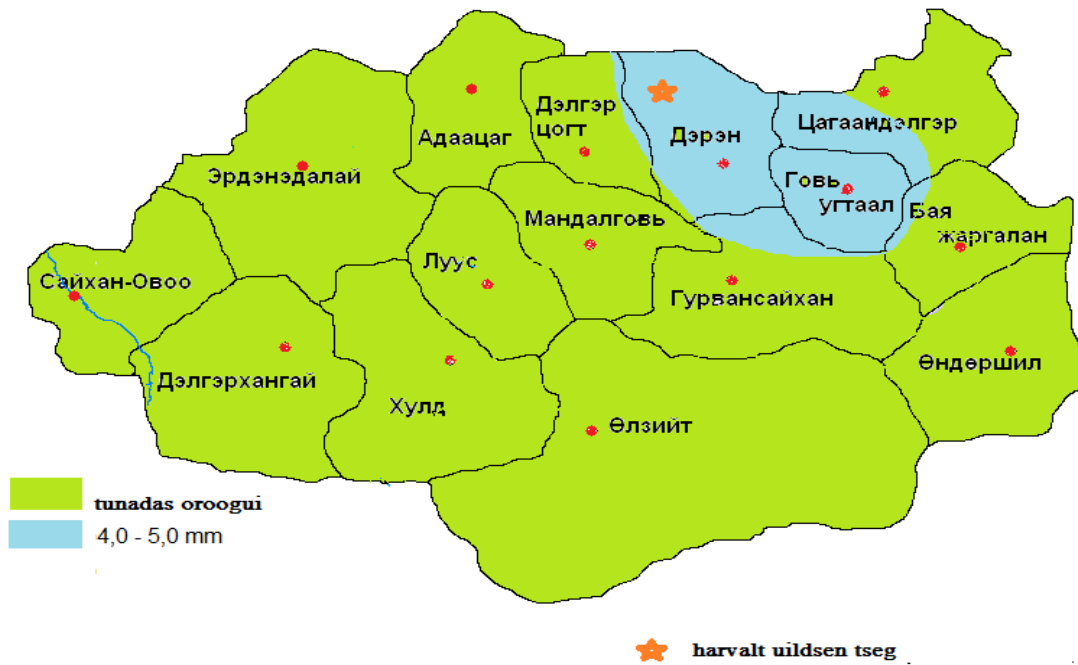 Дэлгэр
цогт
Адаацаг
Дэрэн
Цагаандэлгэр
Эрдэнэдалай
Говь
угтаал
Мандалговь
Бая
жаргалан
Луус
Сайхан-Овоо
Гурвансайхан
Өндөршил
Дэлгэрхангай
Хулд
Өлзийт
tunadas oroogui
4,0 - 5,0 mm
harvalt uildsen tseg